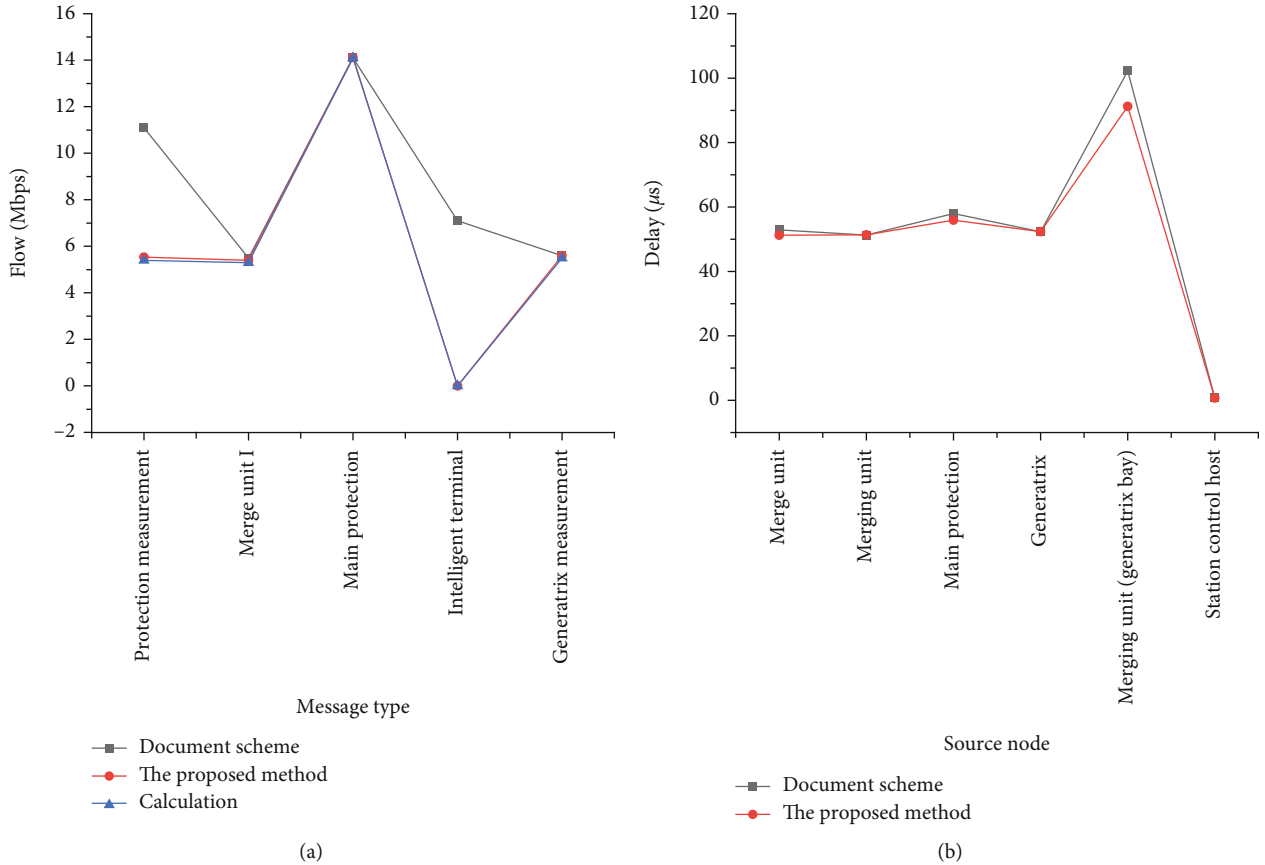 16
14
12
10
8
6
4
2
0
−2
Flow (Mbps)
Protection measurement
Merge unit I
Main protection
Intelligent terminal
Generatrix measurement
Message type
Document scheme
The proposed method
Calculation
(a)
120
100
80
60
40
20
0
Delay (μs)
Merge unit
Merging unit
Main protection
Generatrix
Merging unit (generatrix bay)
Station control host
Source node
Document scheme
The proposed method
(b)